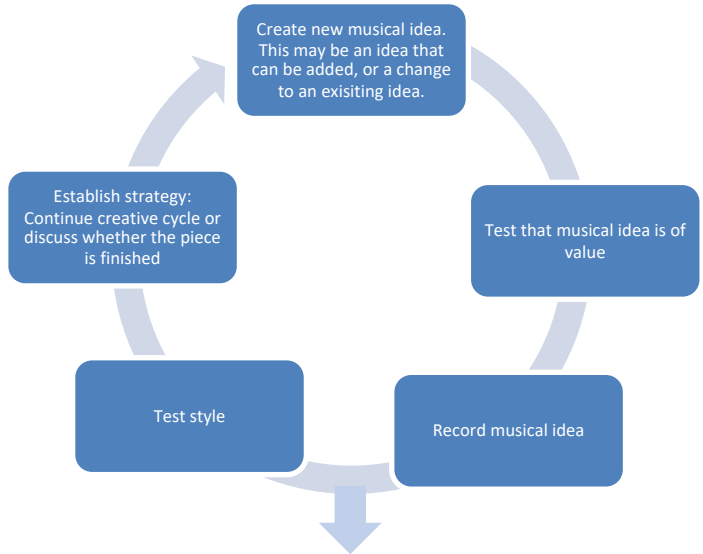 Create new musical idea.
This may be an idea that
can be added, or a change
to an exisiting idea.
Test that musical idea is of
value
Record musical idea
Test style
Establish strategy:
Continue creative cycle or
discuss whether the piece
is finished